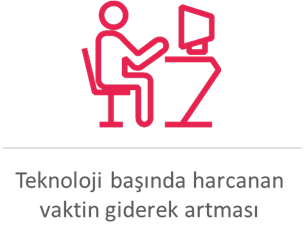 Teknoloji başında harcanan
vaktin giderek artması